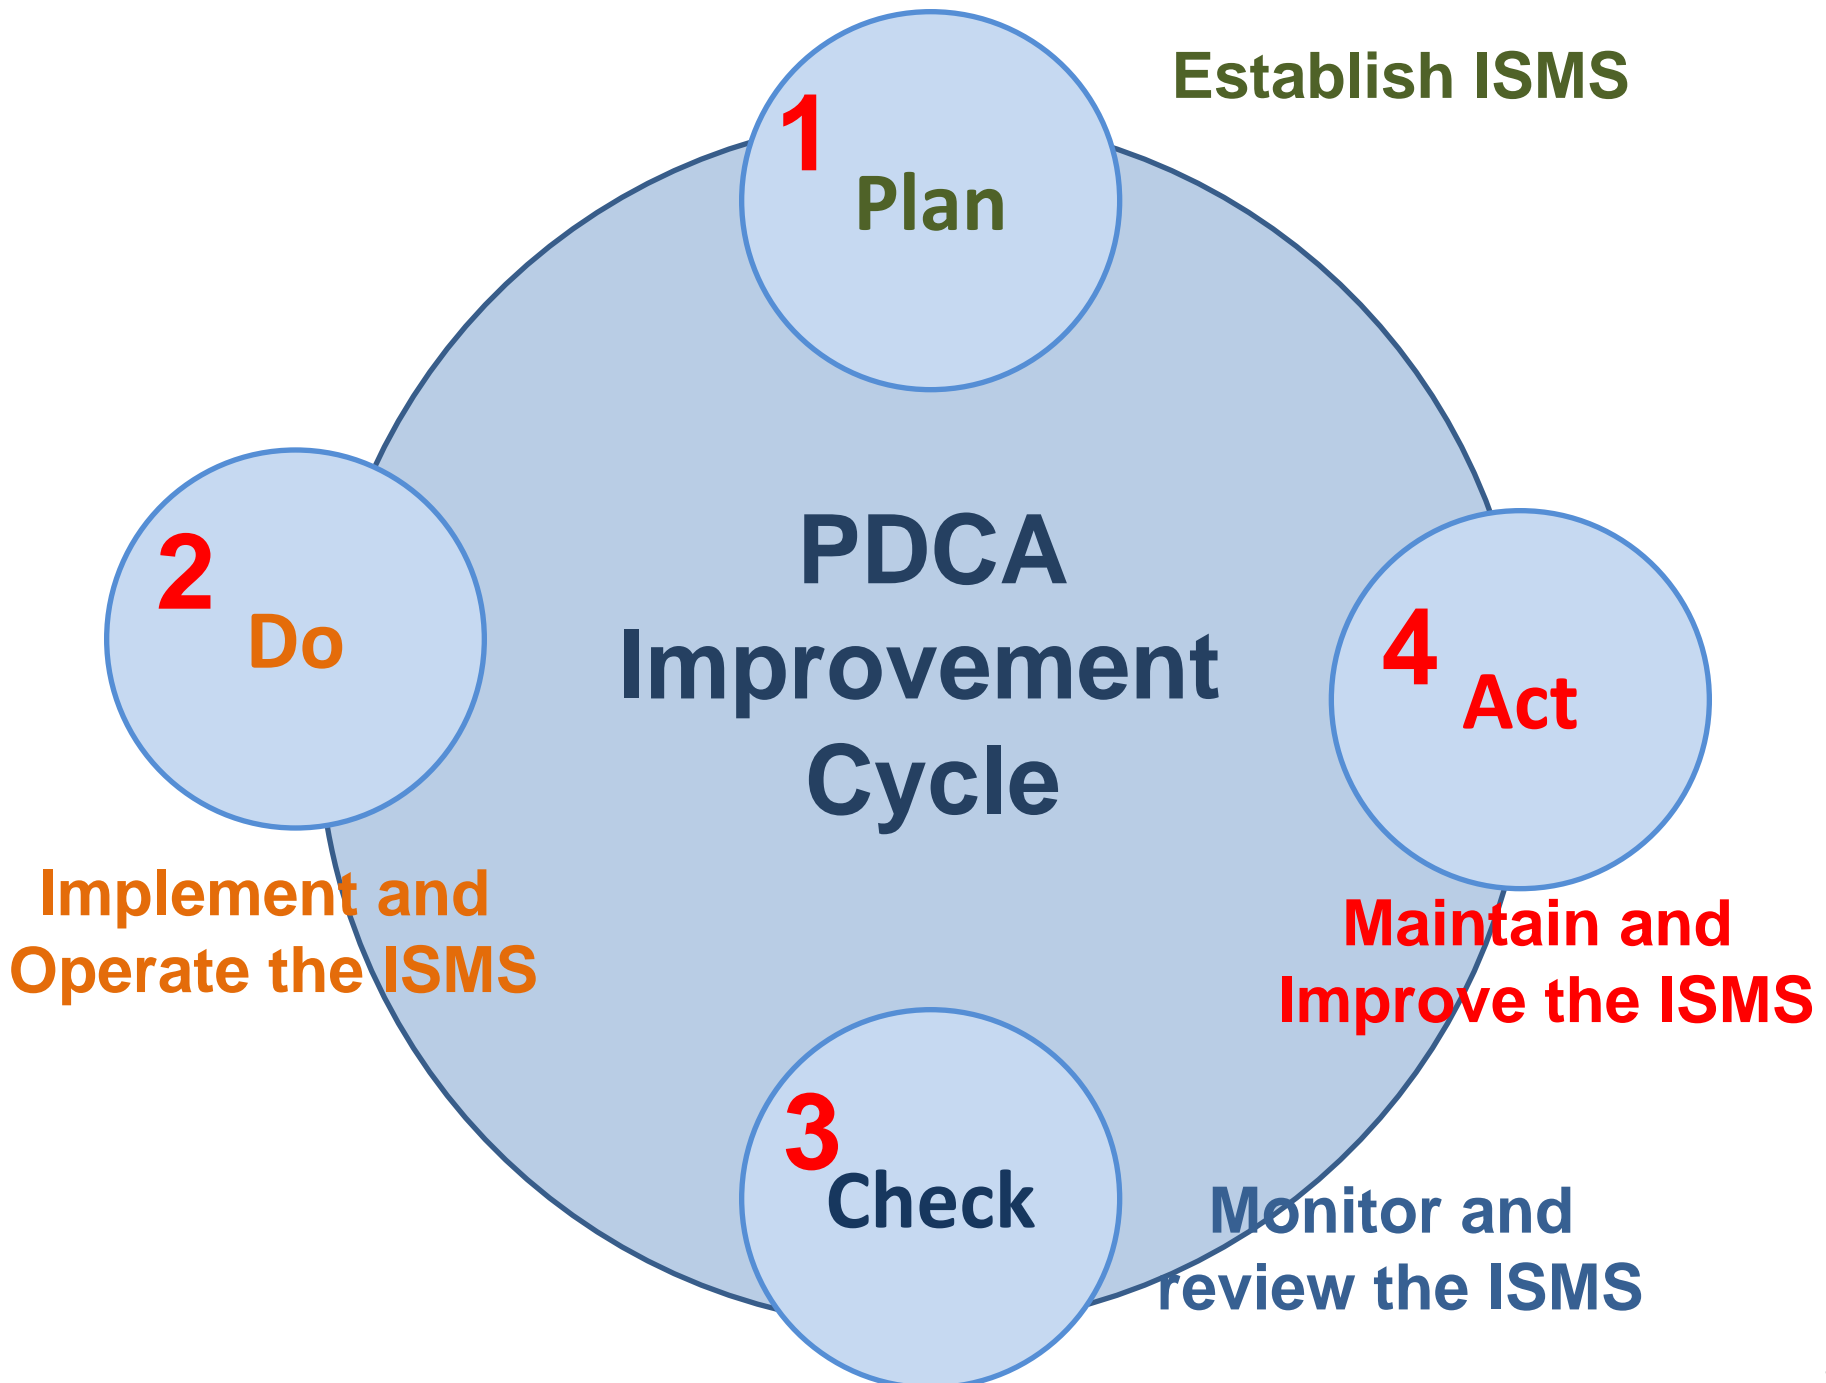 Establish ISMS
1
Plan
2
Do
Implement and
Operate the ISMS
PDCA
Improvement
Cycle
3
Check
Monitor and
review the ISMS
4
Act
Maintain and
Improve the ISMS